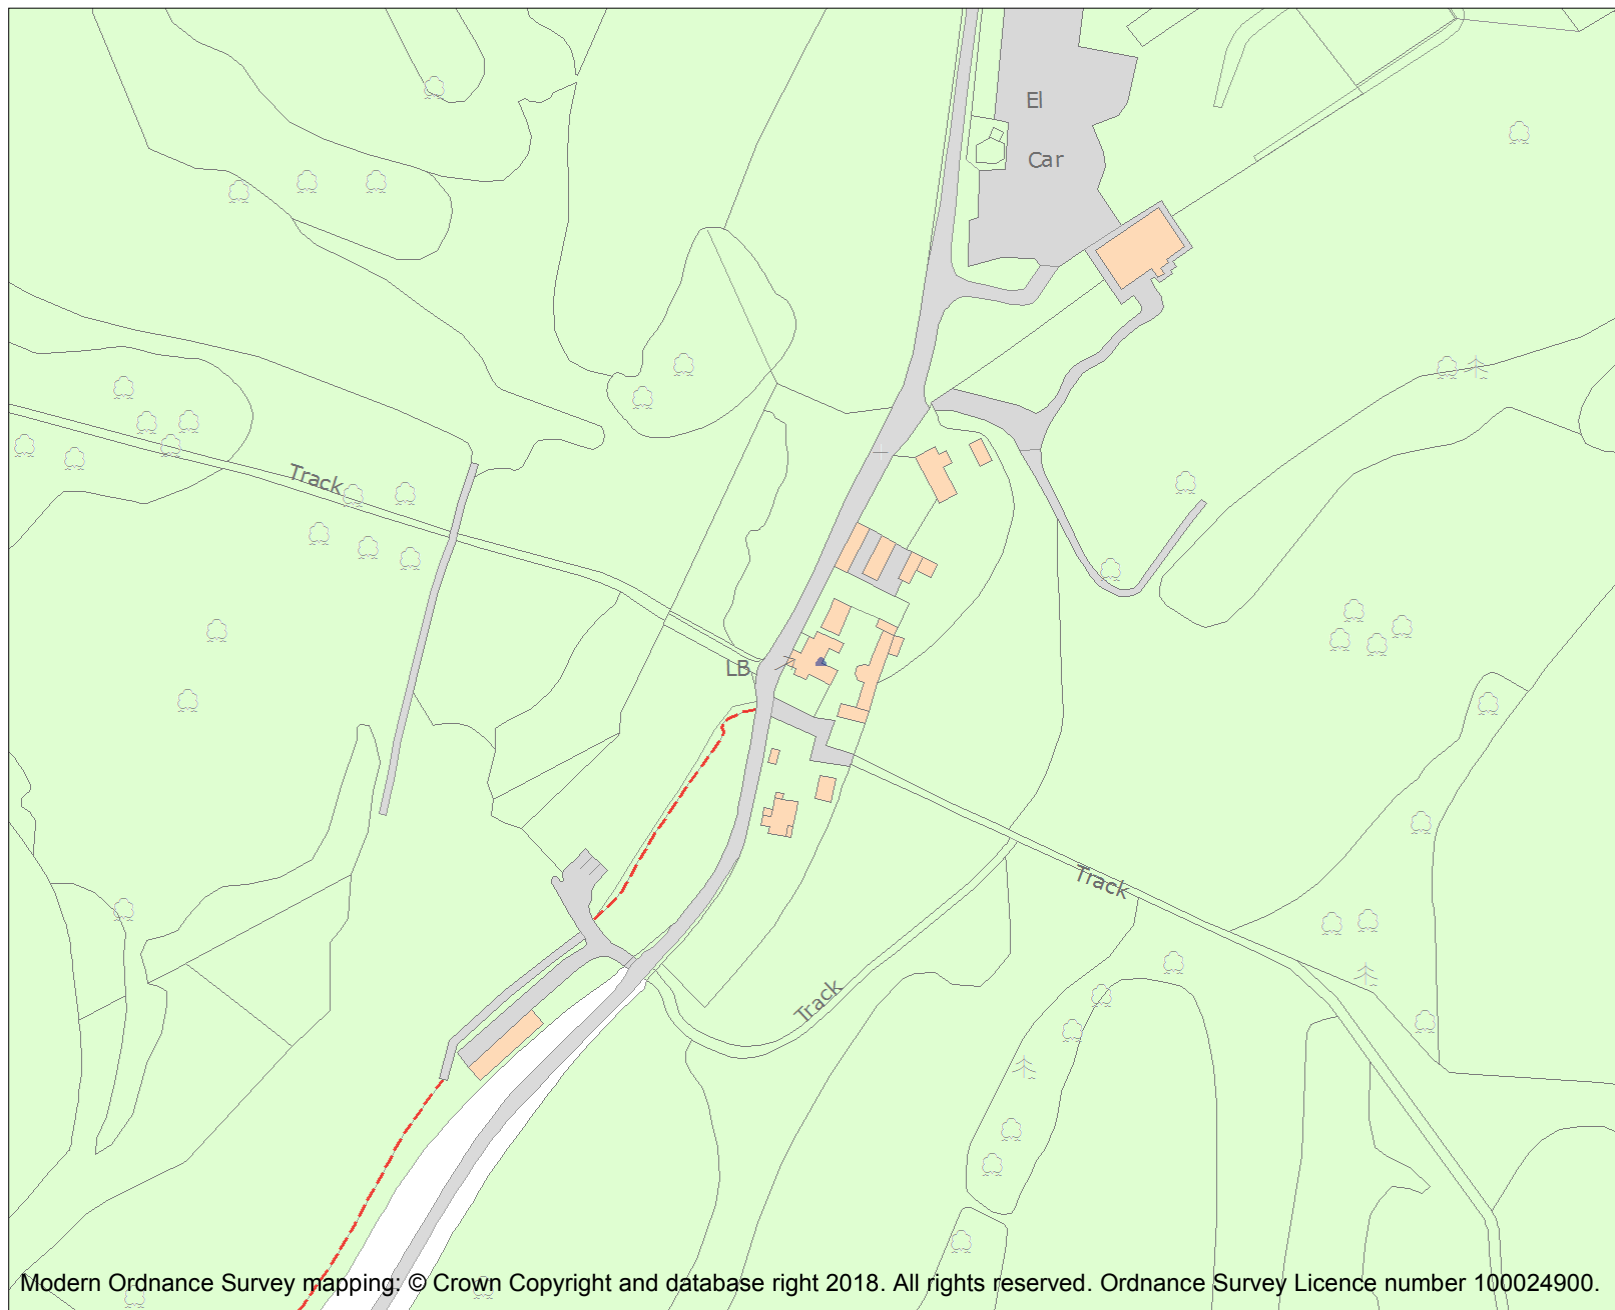 El
Car
Track
LB
Track
Track
Modern Ordnance Survey mapping: © Crown Copyright and database right 2018. All rights reserved. Ordnance Survey Licence number 100024900.